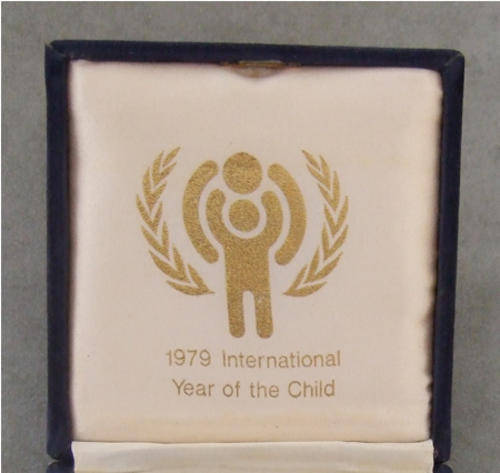 1979 International
Year of the Child